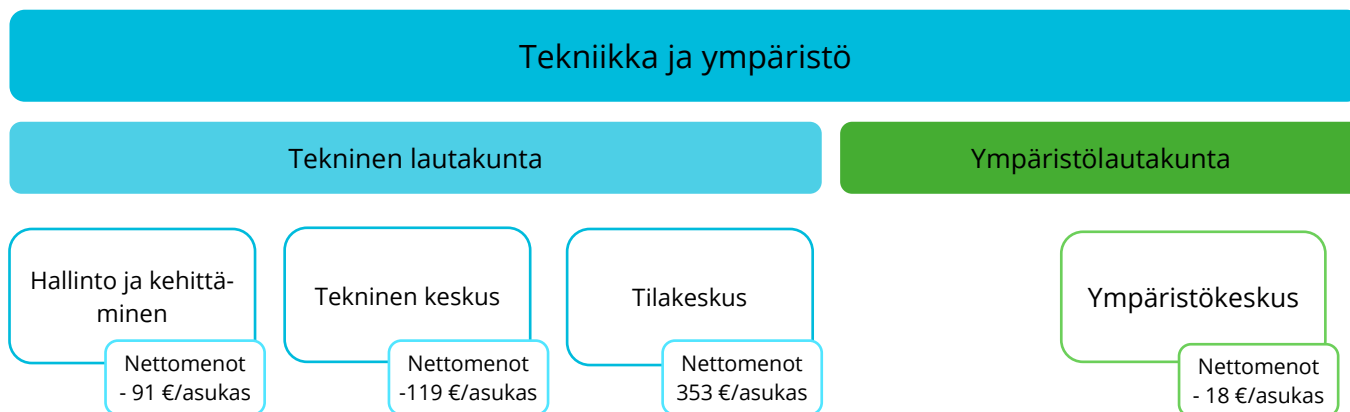 Tekniikka ja ympäristö
Tekninen lautakunta
Ympäristölautakunta
Hallinto ja kehittä-
minen
Nettomenot
- 91 €/asukas
Tekninen keskus
Nettomenot
-119 €/asukas
Tilakeskus
Nettomenot
353 €/asukas
Ympäristökeskus
Nettomenot
- 18 €/asukas